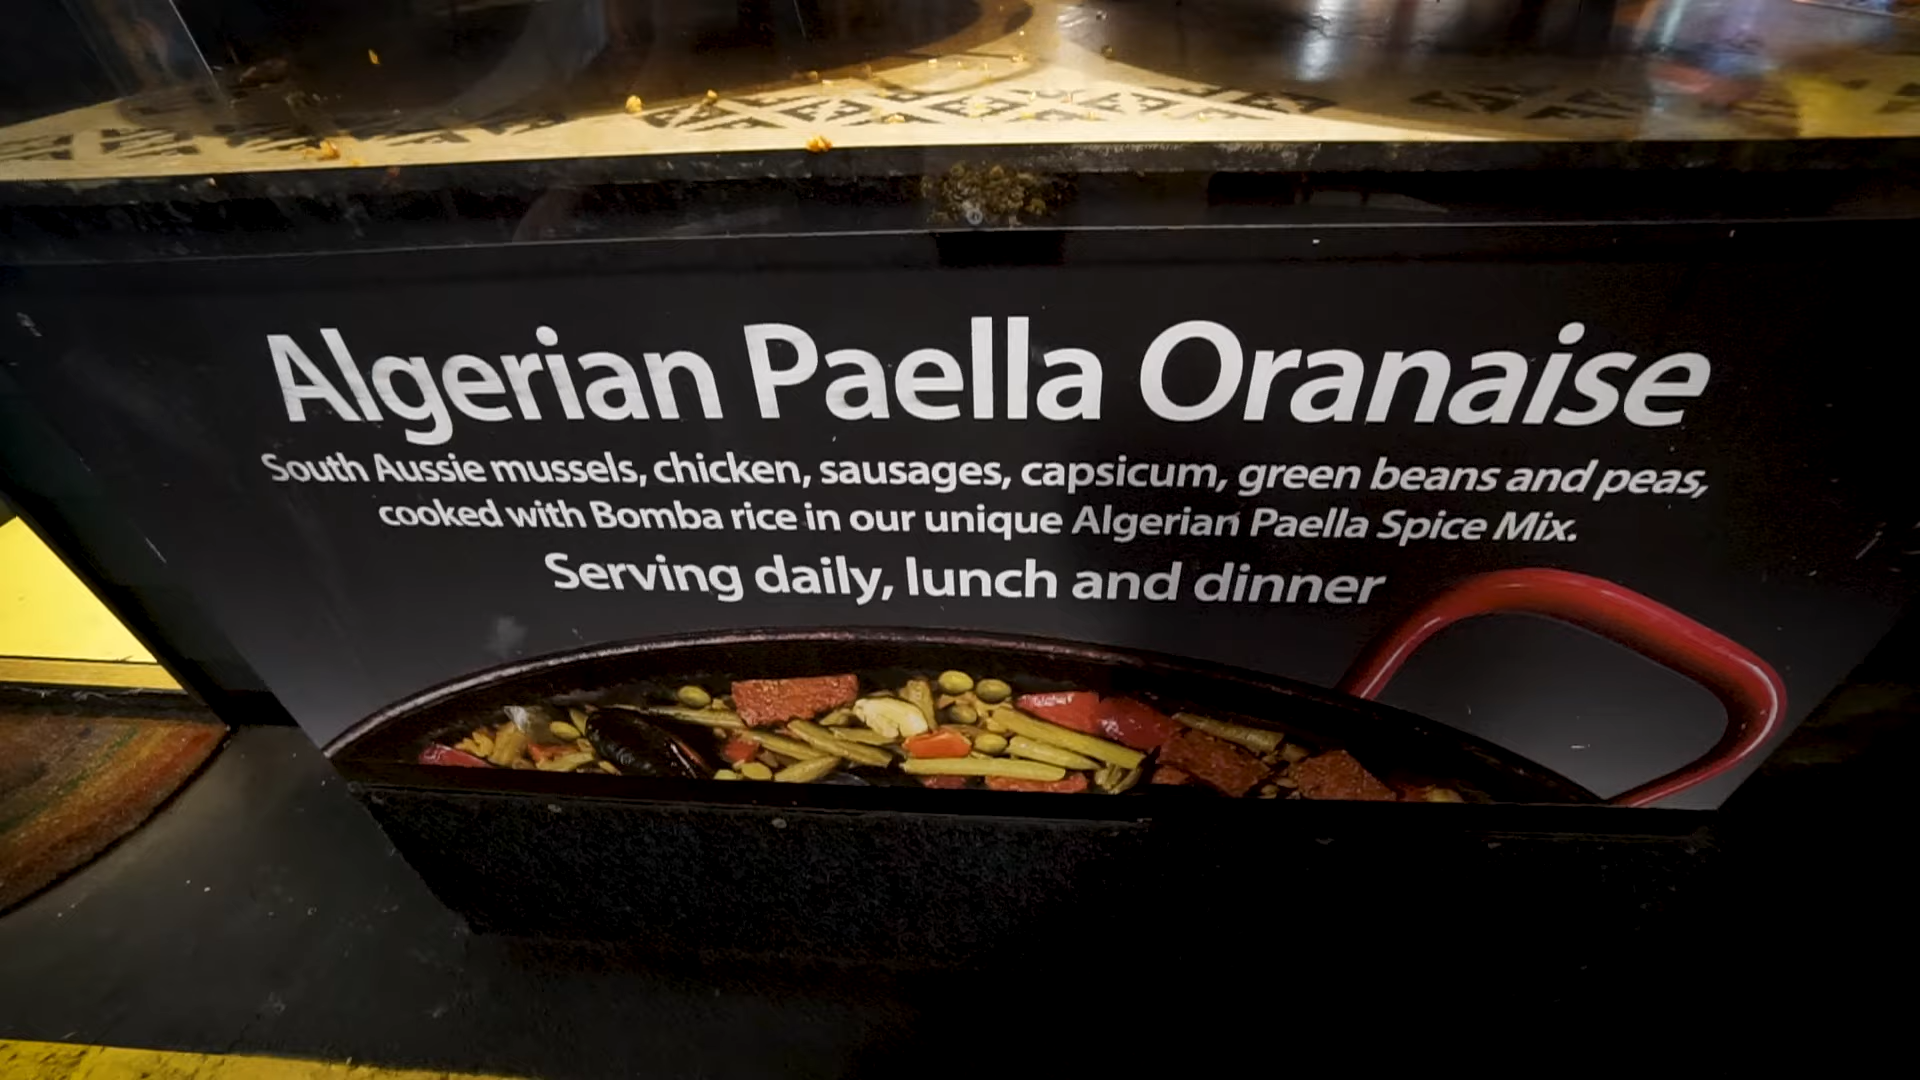 Algerian Paella Oranaise
South Aussie mussels, chicken, sausages, capsicum, green beans and peas,
cooked with Bomba rice in our unique Algerian Paella Spice Mix.
Serving daily, lunch and dinner